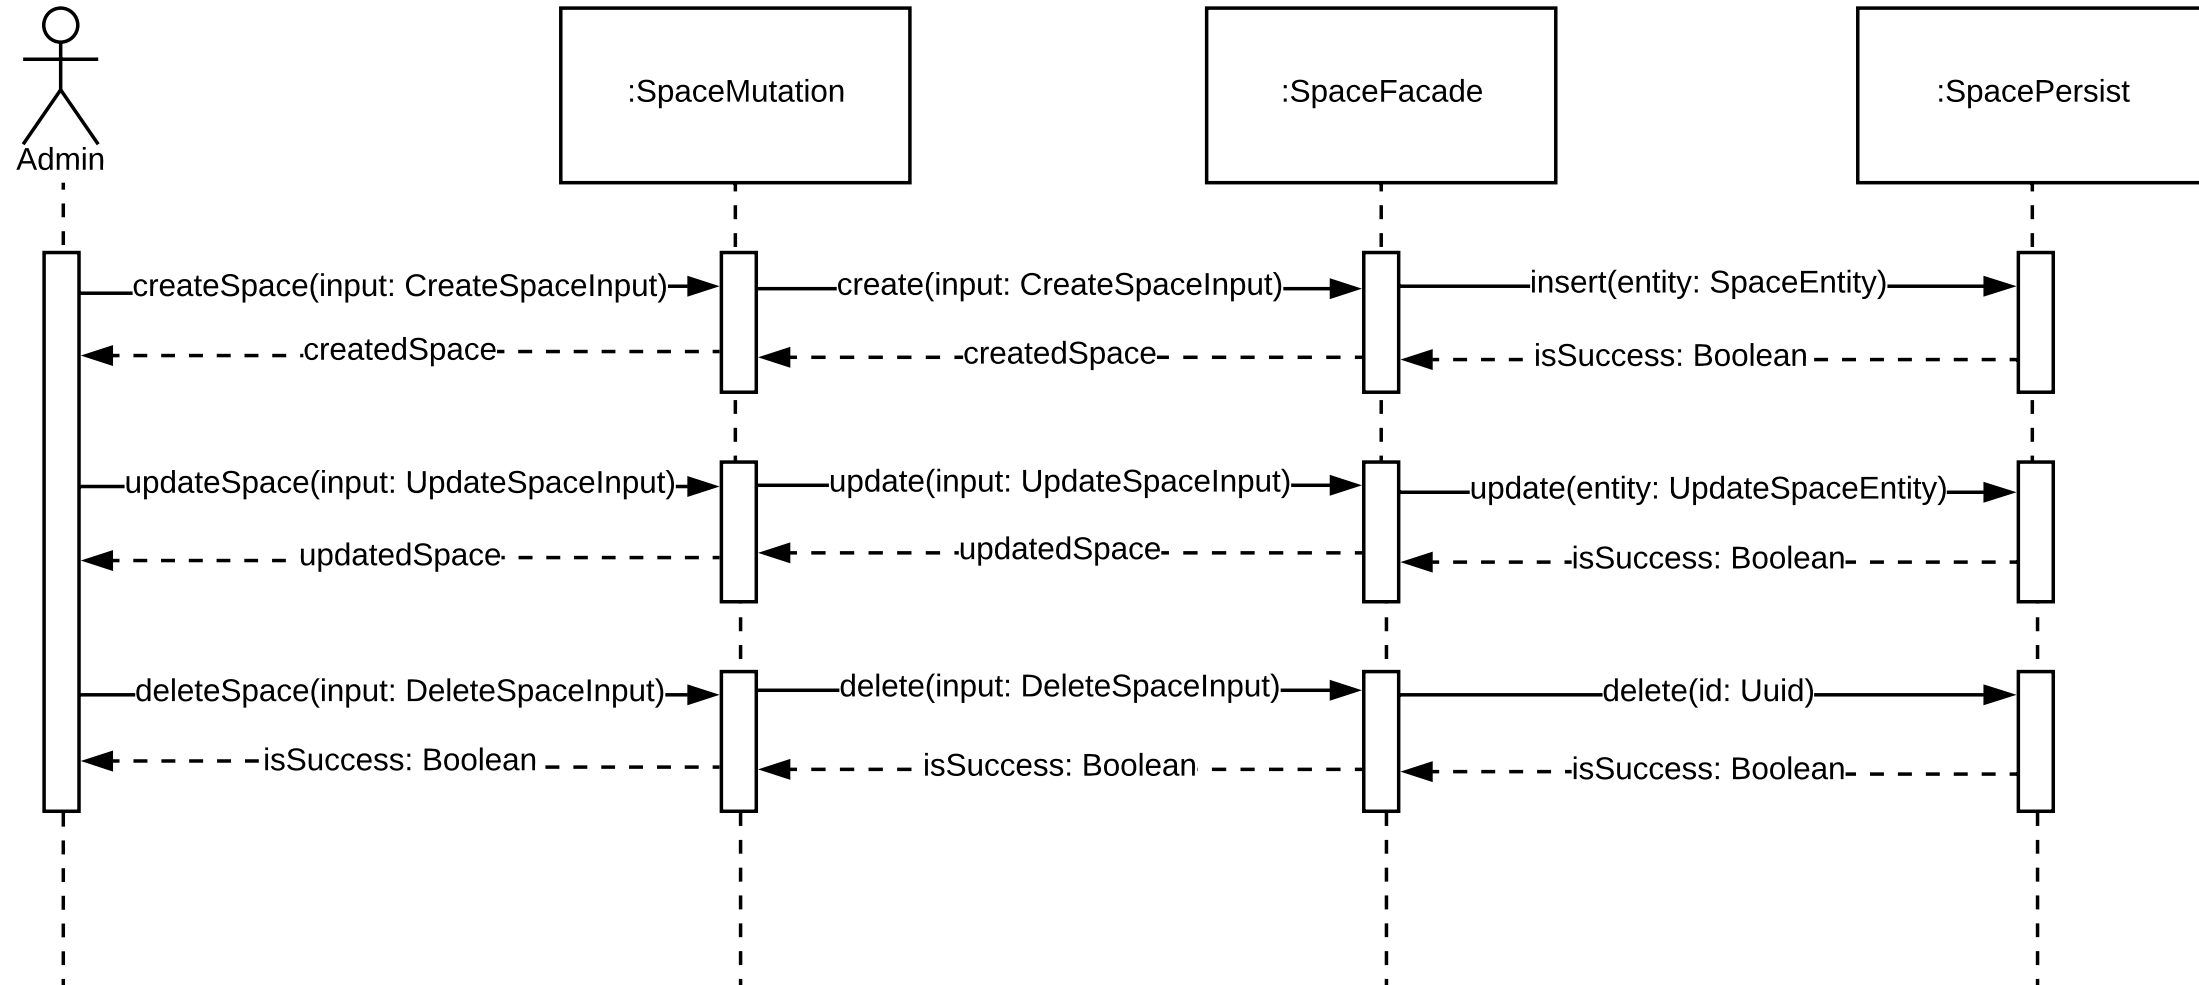 :SpaceMutation
:SpaceFacade
:SpacePersist
Admin
createSpace(input: CreateSpaceInput)
create(input: CreateSpaceInput)
insert(entity: SpaceEntity)
createdSpace
createdSpace
isSuccess: Boolean
updateSpace(input: UpdateSpaceInput)
update(input: UpdateSpaceInput)
update(entity: UpdateSpaceEntity)
updatedSpace
updatedSpace
isSuccess: Boolean
deleteSpace(input: DeleteSpaceInput)
delete(input: DeleteSpaceInput)
delete(id: Uuid)
isSuccess: Boolean
isSuccess: Boolean
isSuccess: Boolean